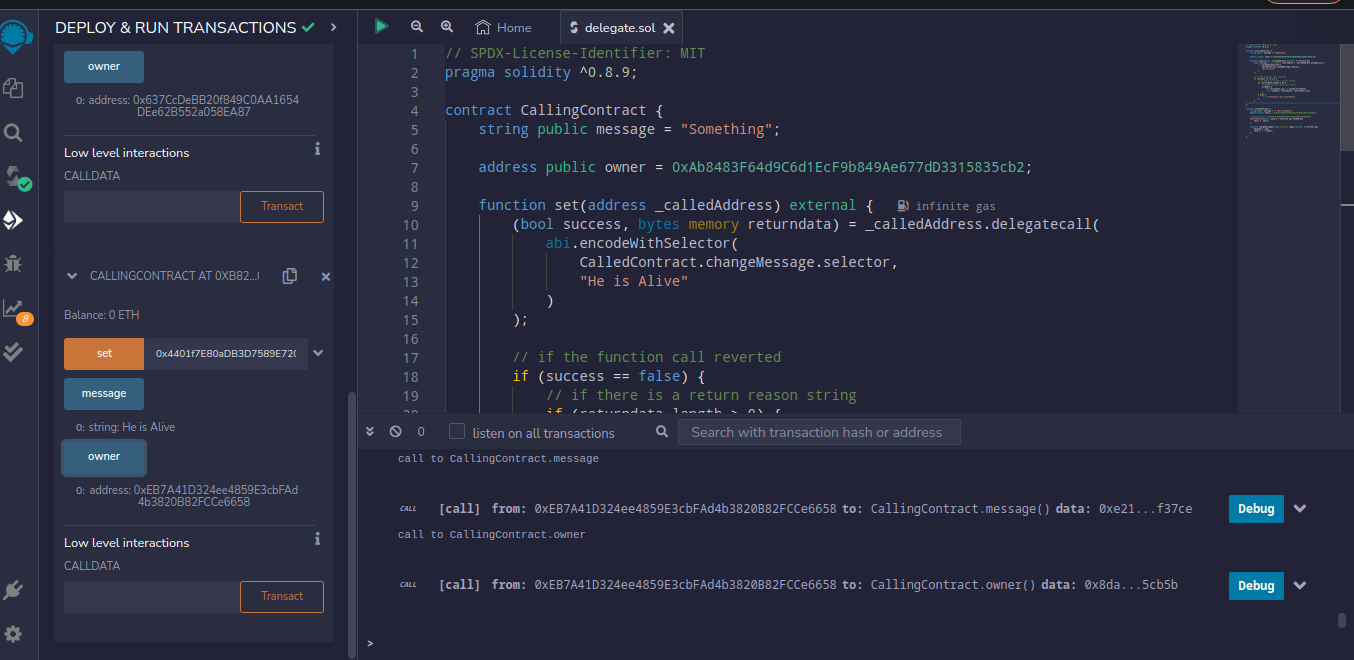 DEPLOY & RUN TRANSACTIONS
owner
0: address: 0x637CcDeBB20f849C0AA1654
DEe62B552a058EA87
Low level interactions
CALLDATA
Transact
CALLINGCONTRACT AT 0XB82...
Balance: 0 ETH
set
0x4401f7E80aDB3D7589E72(
message
0: string: He is Alive
owner
0: address: 0xEB7A41D324ee4859E3cbFAd
4b3820B82FCCe6658
Low level interactions
CALLDATA
Transact
8
Home
delegate.sol
1 // SPDX-License-Identifier: MIT
2 pragma solidity ^0.8.9;
3
4 contract CallingContract {
5 string public message = "Something";
6
7 address public owner = 0xAb8483F64d9C6d1EcF9b849Ae677dD3315835cb2;
8
9 function set(address _calledAddress) external { infinite gas
10 (bool success, bytes memory returndata) = _calledAddress.delegatecall(
11 abi.encodeWithSelector(
12 CalledContract.changeMessage.selector,
13 "He is Alive"
14 )
15 );
16
17 // if the function call reverted
18 if (success == false) {
19 // if there is a return reason string
20 if (returndata.length > 0) {
0
listen on all transactions
Search with transaction hash or address
call to CallingContract.message
CALL [call] from: 0xEB7A41D324ee4859E3cbFAd4b3820B82FCCe6658 to: CallingContract.message() data: 0xe21...f37ce
Debug
call to CallingContract.owner
CALL [call] from: 0xEB7A41D324ee4859E3cbFAd4b3820B82FCCe6658 to: CallingContract.owner() data: 0x8da...5cb5b
Debug
>